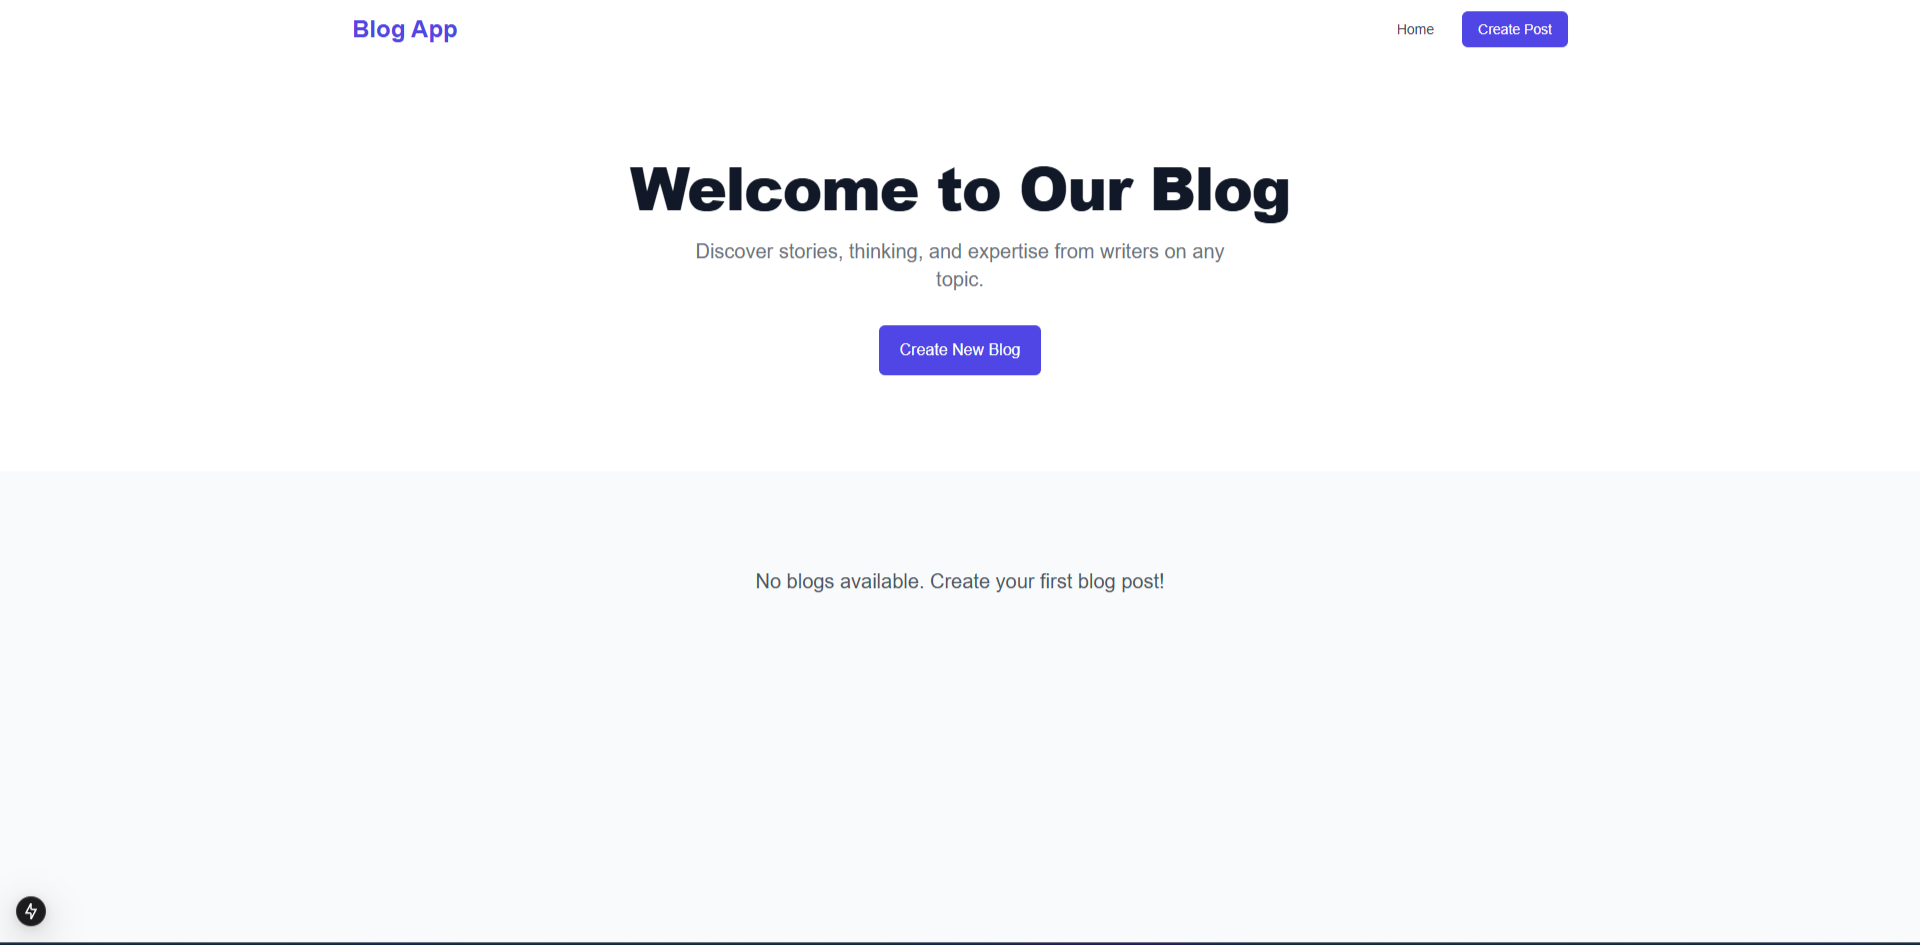 Blog App
Home
Create Post
Welcome to Our Blog
Discover stories, thinking, and expertise from writers on any
topic.
Create New Blog
No blogs available. Create your first blog post!